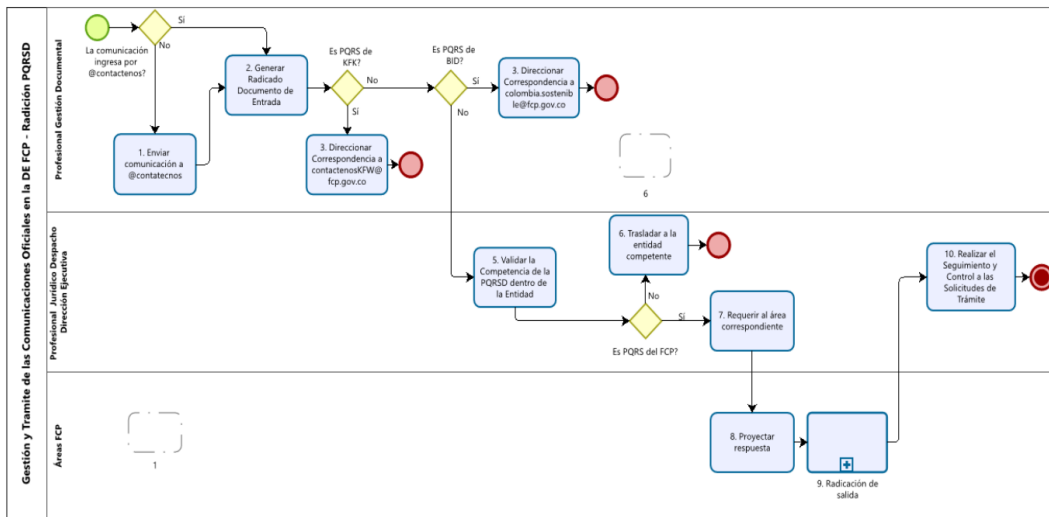 Gestión y Tramite de las Comunicaciones Oficiales en la DE FCP - Radición PQRSD
Profesional Gestión Documental
La comunicación
ingresa por
@contactenos?
Sí
No
1. Enviar
comunicación a
@contatecnos
2. Generar
Radicado
Documento de
Entrada
Es PQRS de
KFK?
No
Sí
3. Direccionar
Correspondencia a
contactenosKFW@
fcp.gov.co
Es PQRS de
BID?
Sí
No
3. Direccionar
Correspondencia a
colombia.sostenib
le@fcp.gov.co
6
Profesional Jurídico Despacho
Dirección Ejecutiva
5. Validar la
Competencia de la
PQRSD dentro de
la Entidad
6. Trasladar a la
entidad
competente
No
Sí
Es PQRS del FCP?
7. Requerir al área
correspondiente
10. Realizar el
Seguimiento y
Control a las
Solicitudes de
Trámite
Áreas FCP
1
8. Proyectar
respuesta
9. Radicación de
salida